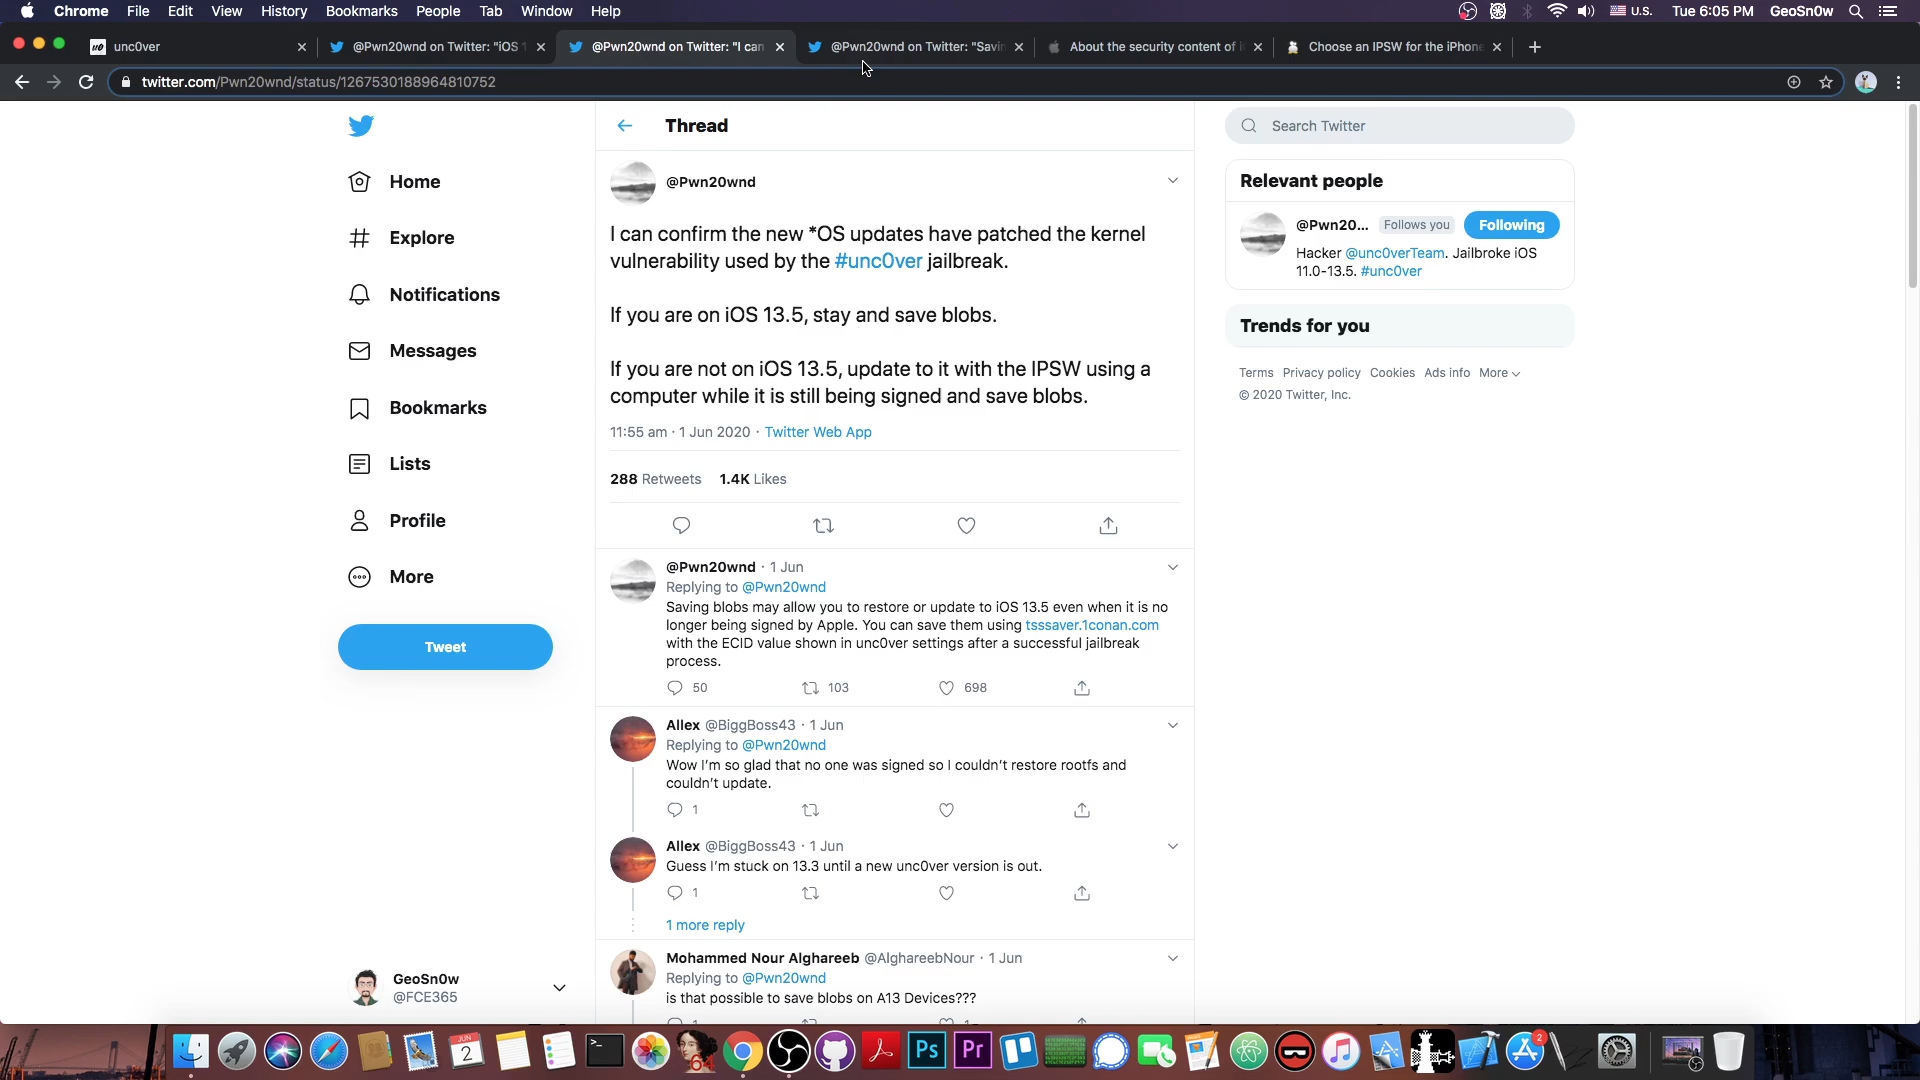 Chrome File Edit View History Bookmarks People Tab Window Help
U.S. Tue 6:05 PM GeoSn0w
unc0ver
@Pwn20wnd on Twitter: "iOS 1
@Pwn20wnd on Twitter: "I can
@Pwn20wnd on Twitter: "Savin
About the security content of i
Choose an IPSW for the iPhone
twitter.com/Pwn20wnd/status/1267530188964810752
Home
Explore
Notifications
Messages
Bookmarks
Lists
Profile
More
Tweet
GeoSn0w
@FCE365
Thread
@Pwn20wnd
I can confirm the new *OS updates have patched the kernel
vulnerability used by the #unc0ver jailbreak.
If you are on iOS 13.5, stay and save blobs.
If you are not on iOS 13.5, update to it with the IPSW using a
computer while it is still being signed and save blobs.
11:55 am · 1 Jun 2020 · Twitter Web App
288 Retweets 1.4K Likes
@Pwn20wnd · 1 Jun
Replying to @Pwn20wnd
Saving blobs may allow you to restore or update to iOS 13.5 even when it is no
longer being signed by Apple. You can save them using tsssaver.1conan.com
with the ECID value shown in unc0ver settings after a successful jailbreak
process.
50 103 698
Allex @BiggBoss43 · 1 Jun
Replying to @Pwn20wnd
Wow I'm so glad that no one was signed so I couldn't restore rootfs and
couldn't update.
1
Allex @BiggBoss43 · 1 Jun
Guess I'm stuck on 13.3 until a new unc0ver version is out.
1
1 more reply
Mohammed Nour Alghareeb @AlghareebNour · 1 Jun
Replying to @Pwn20wnd
is that possible to save blobs on A13 Devices???
Search Twitter
Relevant people
@Pwn20... Follows you Following
Hacker @unc0verTeam. Jailbroke iOS
11.0-13.5. #unc0ver
Trends for you
Terms Privacy policy Cookies Ads info More
© 2020 Twitter, Inc.
JUN
2
64
Ps
Pr
2